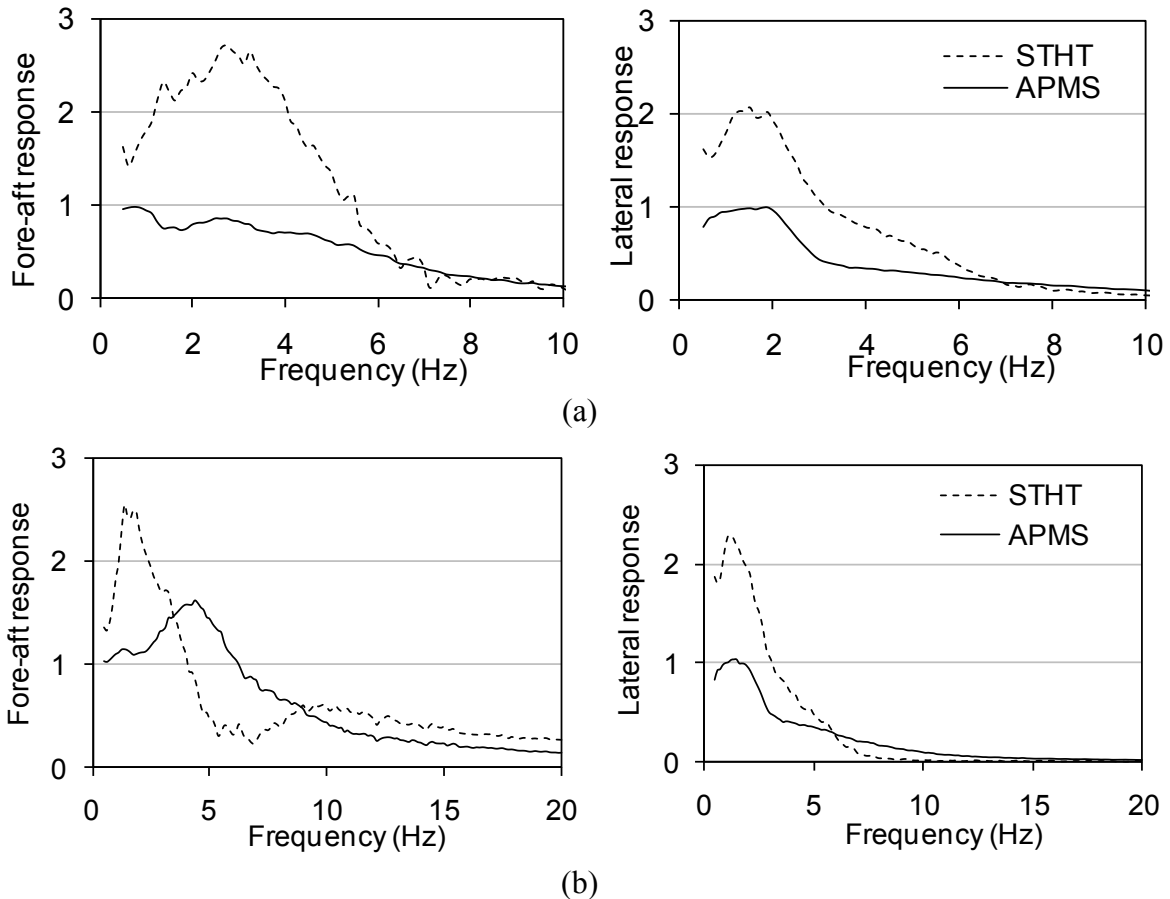 Fore-aft response
3
2
1
0
0 2 4 6 8 10
Frequency (Hz)
Lateral response
3
2
1
0
0 2 4 6 8 10
Frequency (Hz)
STHT
APMS
(a)
Fore-aft response
3
2
1
0
0 5 10 15 20
Frequency (Hz)
Lateral response
3
2
1
0
0 5 10 15 20
Frequency (Hz)
STHT
APMS
(b)